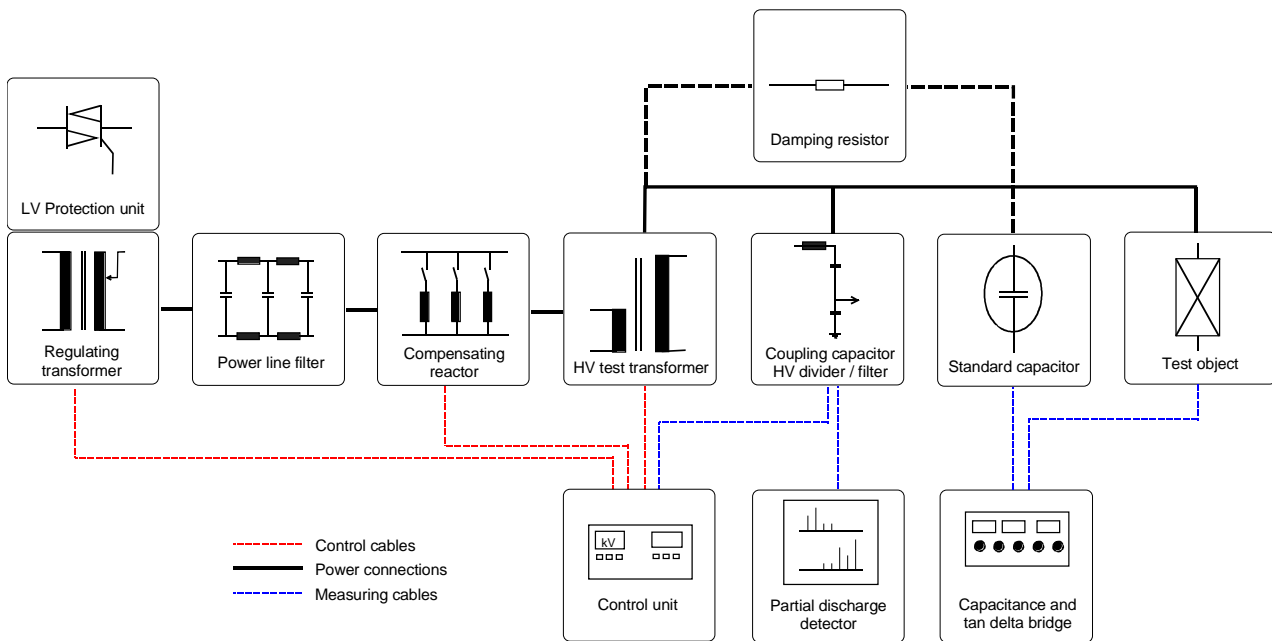 Damping resistor
LV Protection unit
Regulating
transformer
Power line filter
Compensating
reactor
HV test transformer
Coupling capacitor
HV divider / filter
Standard capacitor
Test object
kV
Control unit
Partial discharge
detector
Capacitance and
tan delta bridge
Control cables
Power connections
Measuring cables